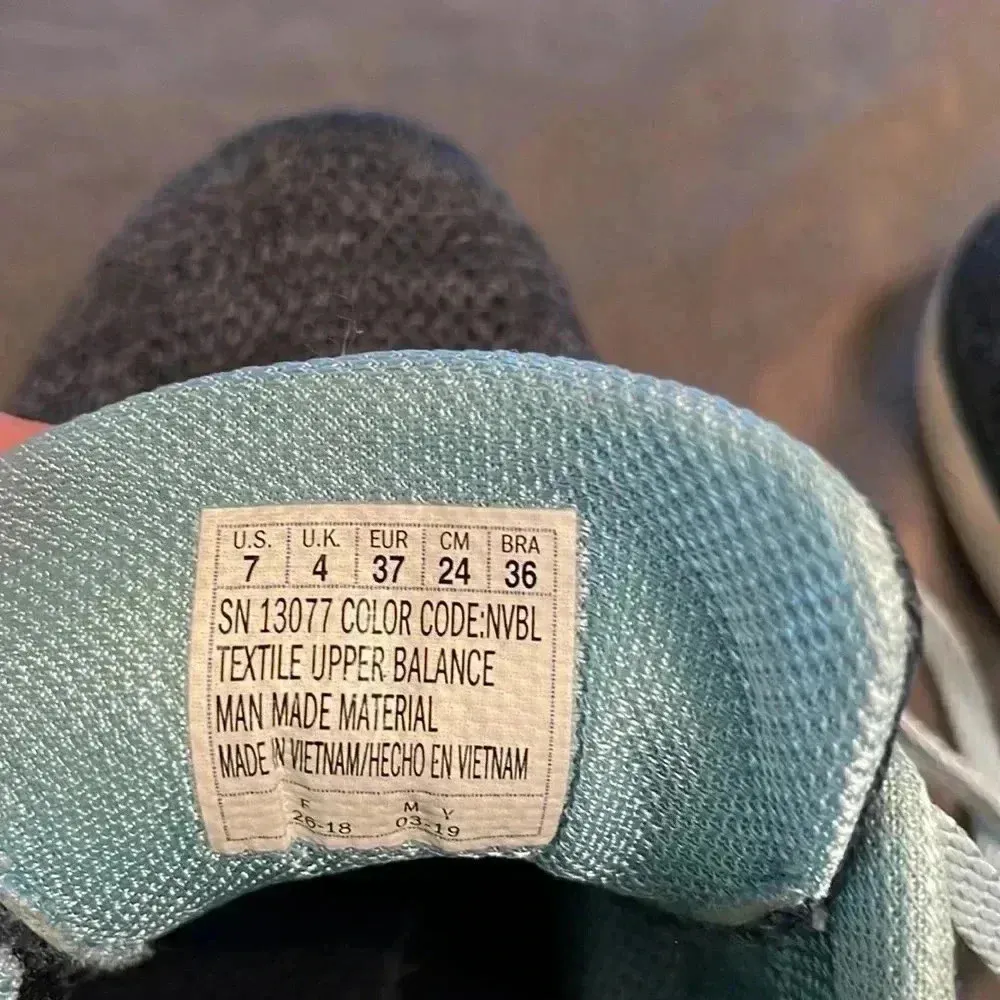 U.S. U.K. EUR CM BRA
7 4 37 24 36
SN 13077 COLOR CODE:NVBL
TEXTILE UPPER BALANCE
MAN MADE MATERIAL
MADE IN VIETNAM/HECHO EN VIETNAM
F M Y
26-18 03-19